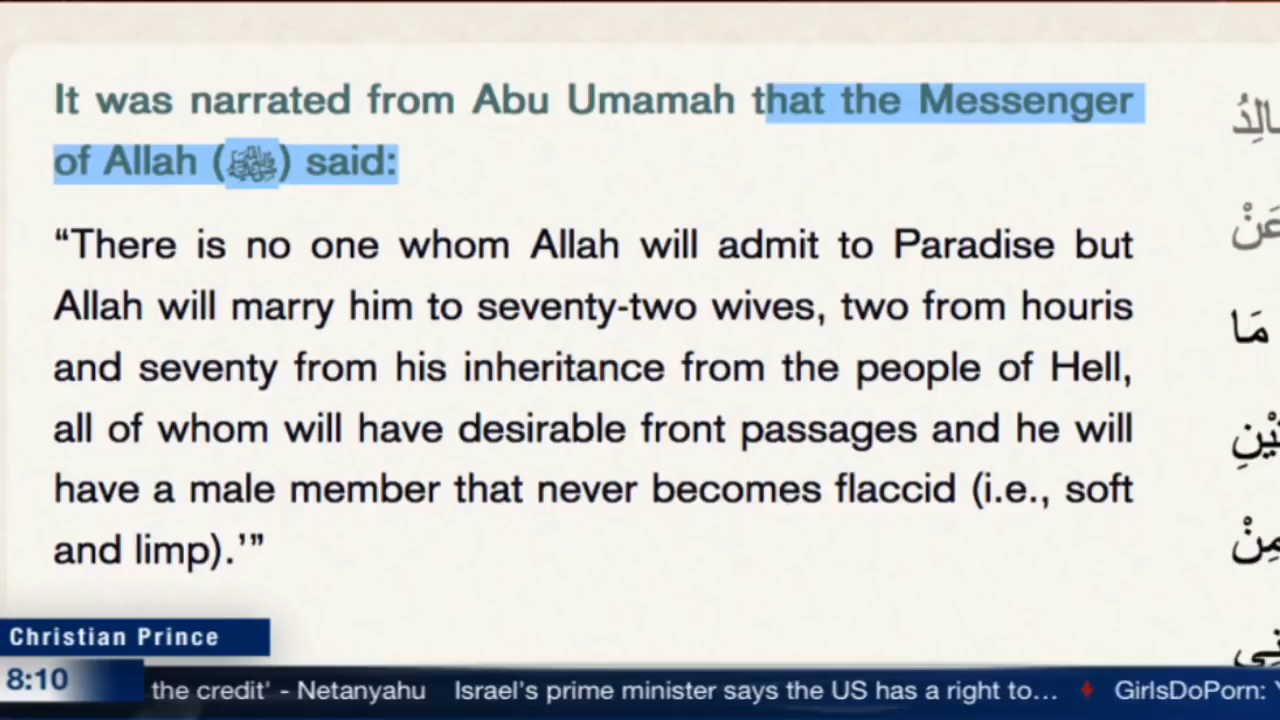 It was narrated from Abu Umamah that the Messenger
of Allah (ﷺ) said:
“There is no one whom Allah will admit to Paradise but
Allah will marry him to seventy-two wives, two from houris
and seventy from his inheritance from the people of Hell,
all of whom will have desirable front passages and he will
have a male member that never becomes flaccid (i.e., soft
and limp).’”
عَنْ
مَا
مِنْ
Christian Prince
8:10
the credit' - Netanyahu Israel's prime minister says the US has a right to... ♦ GirlsDoPorn: